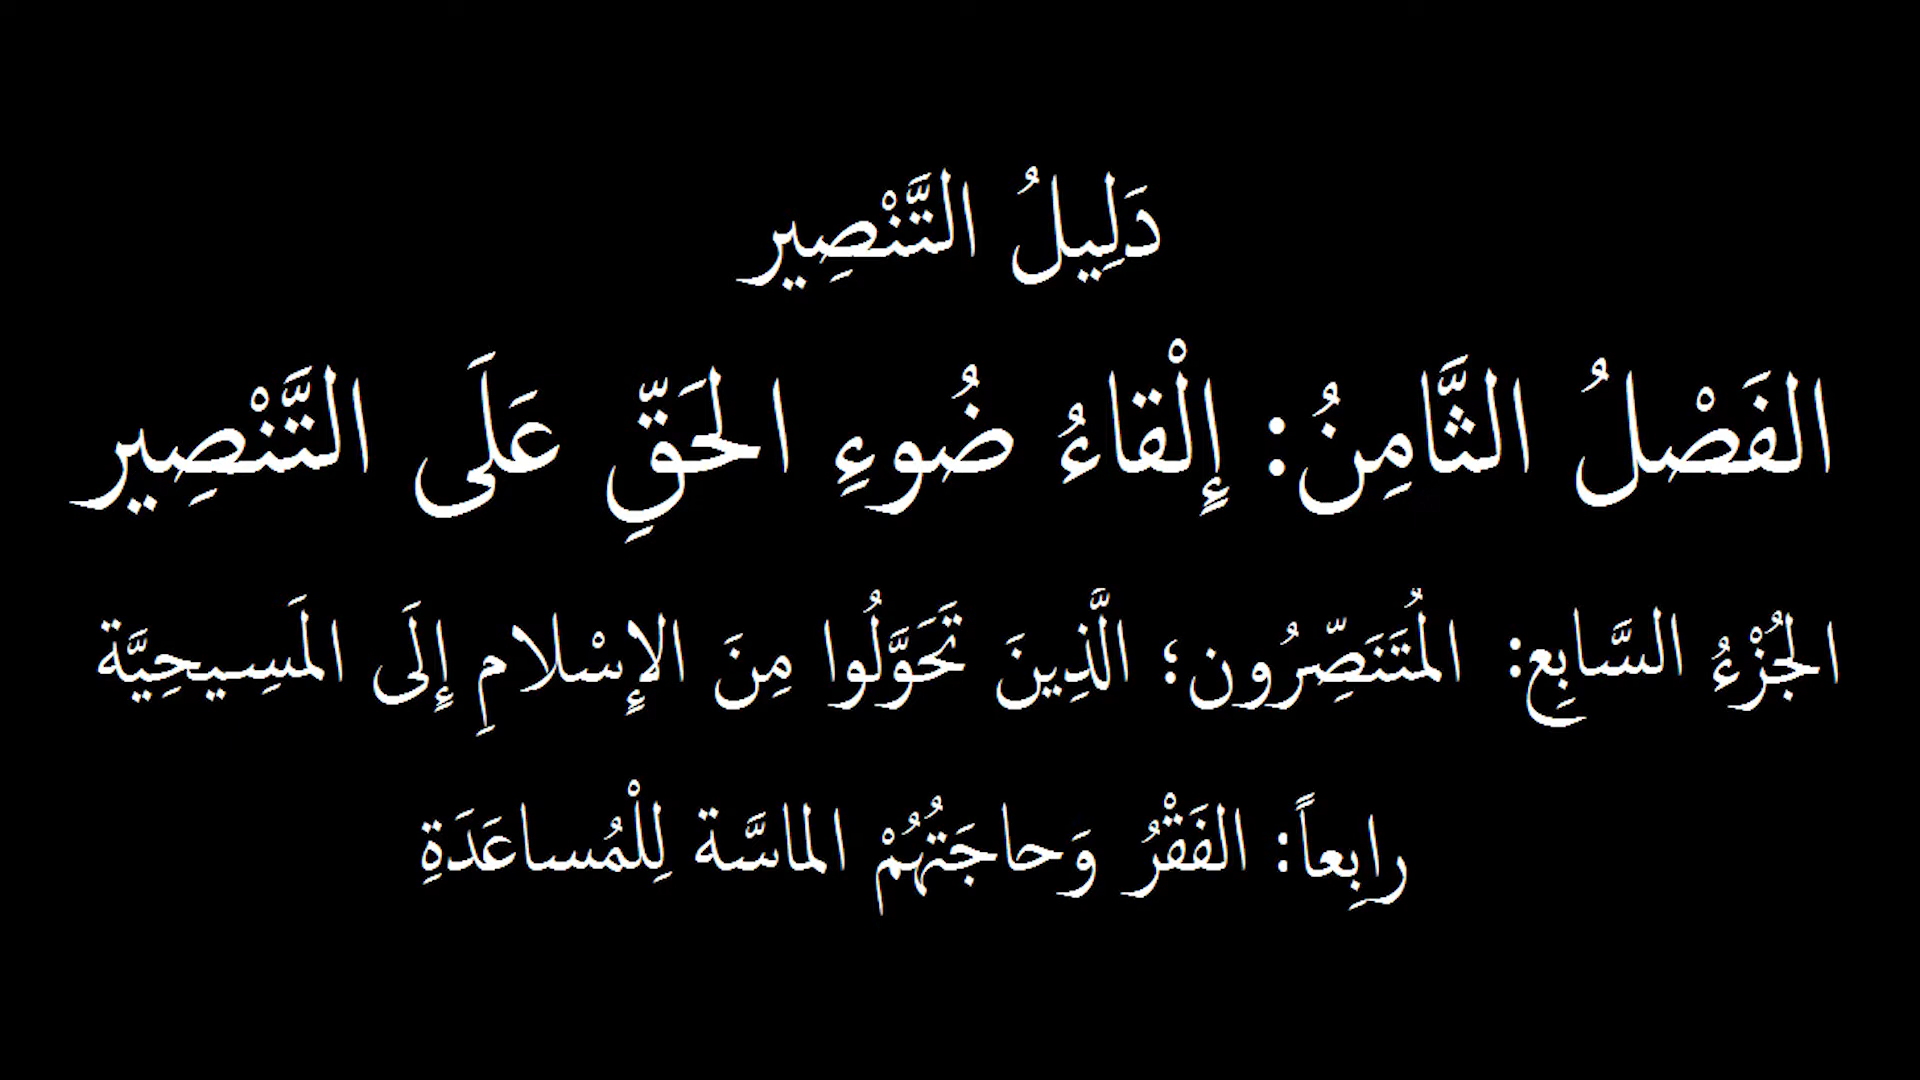 دَلِيلُ التَّنْصِير
الفَصْلُ الثَّامِنُ: إِلْقاءُ ضُوءِ الحَقِّ عَلَى التَّنْصِير
الجُزْءُ السَّابِع: المُتَنَصِّرُون؛ الَّذِينَ تَحَوَّلُوا مِنَ الإِسْلامِ إِلَى المَسِيحِيَّة
رابِعاً: الفَقْرُ وَحاجَتُهُمْ الماسَّة لِلْمُساعَدَةِ